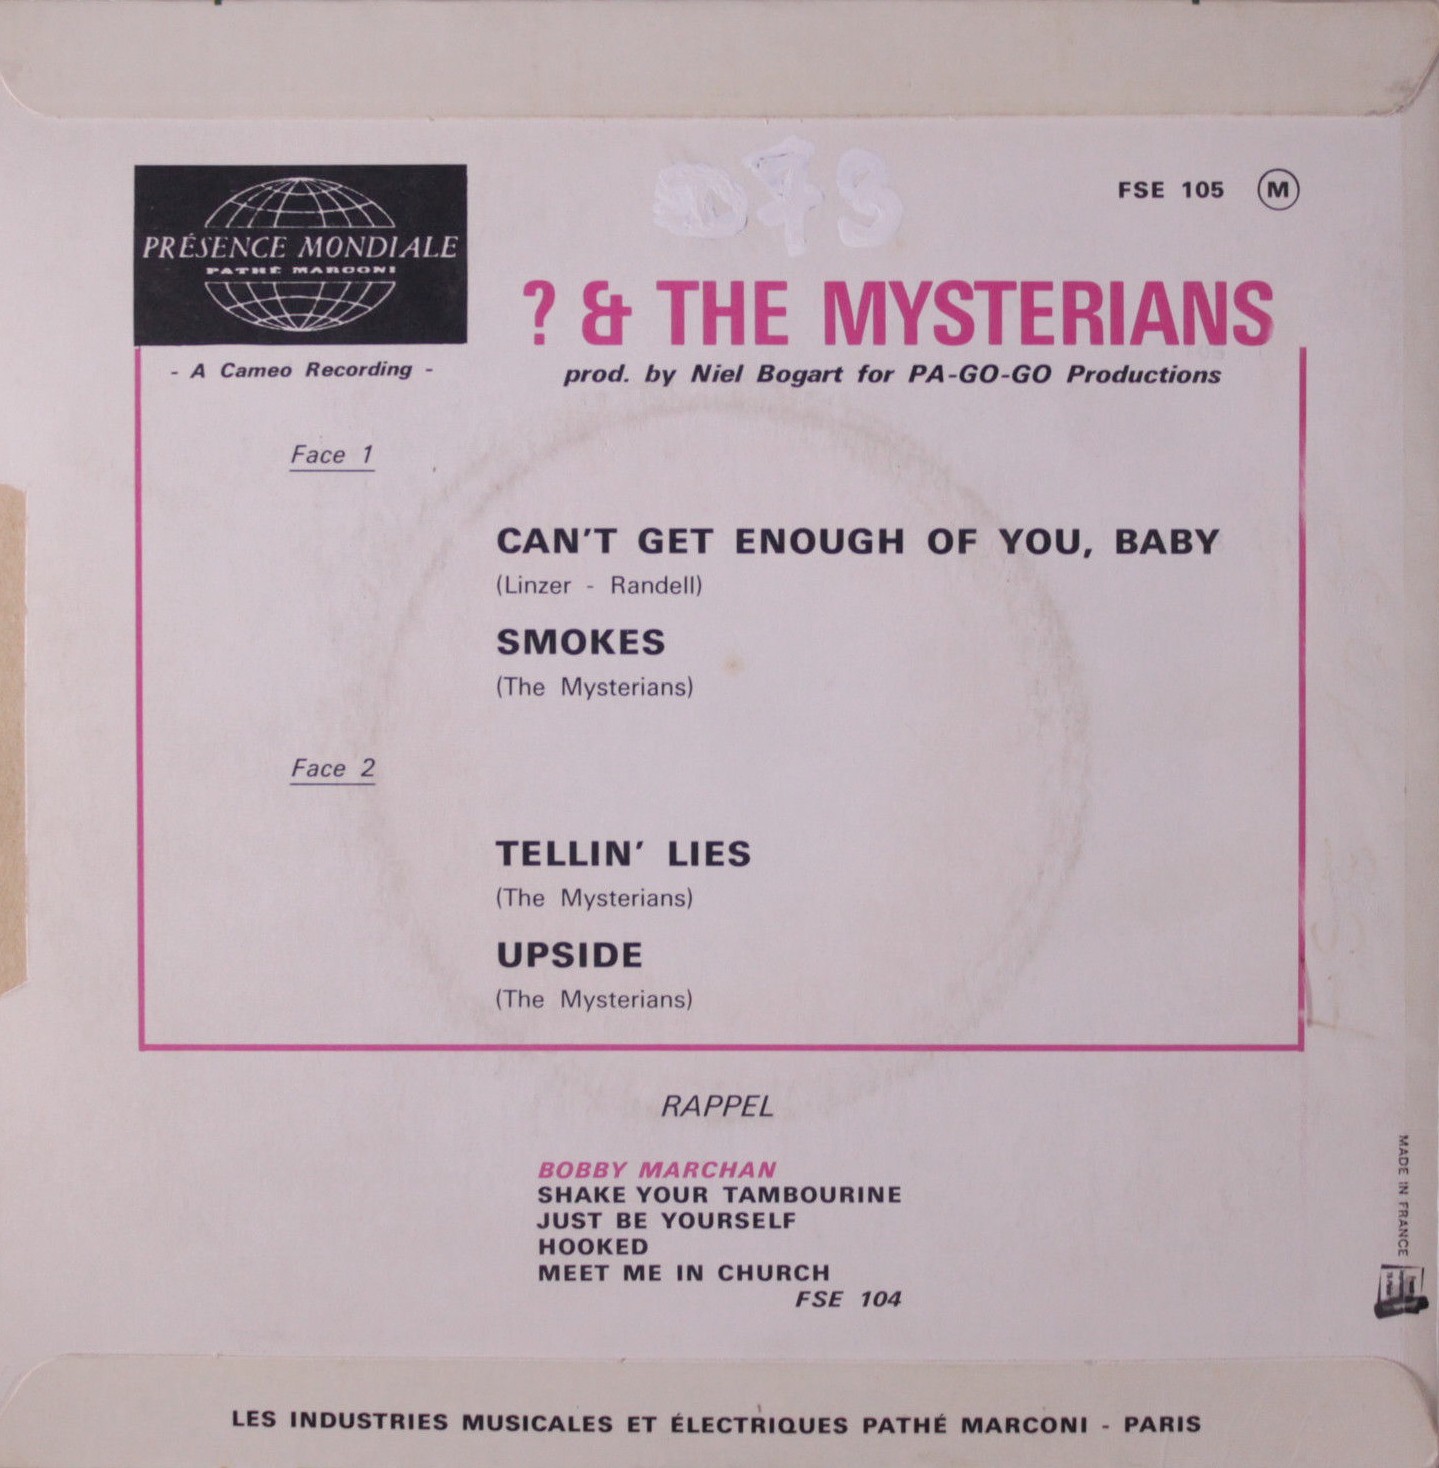 D73
FSE 105 M
PRÉSENCE MONDIALE
PATHÉ MARCONI
? & THE MYSTERIANS
- A Cameo Recording -
prod. by Niel Bogart for PA-GO-GO Productions
Face 1
CAN'T GET ENOUGH OF YOU, BABY
(Linzer - Randell)
SMOKES
(The Mysterians)
Face 2
TELLIN' LIES
(The Mysterians)
UPSIDE
(The Mysterians)
RAPPEL
BOBBY MARCHAN
SHAKE YOUR TAMBOURINE
JUST BE YOURSELF
HOOKED
MEET ME IN CHURCH
FSE 104
MADE IN FRANCE
LES INDUSTRIES MUSICALES ET ÉLECTRIQUES PATHÉ MARCONI - PARIS